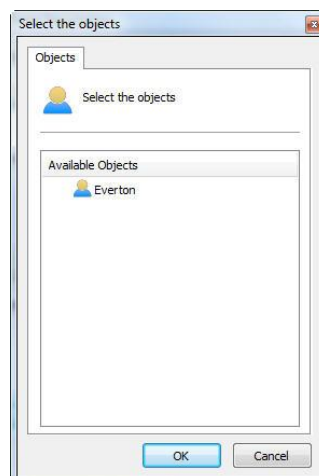 Select the objects
Objects
Select the objects
Available Objects
Everton
OK
Cancel